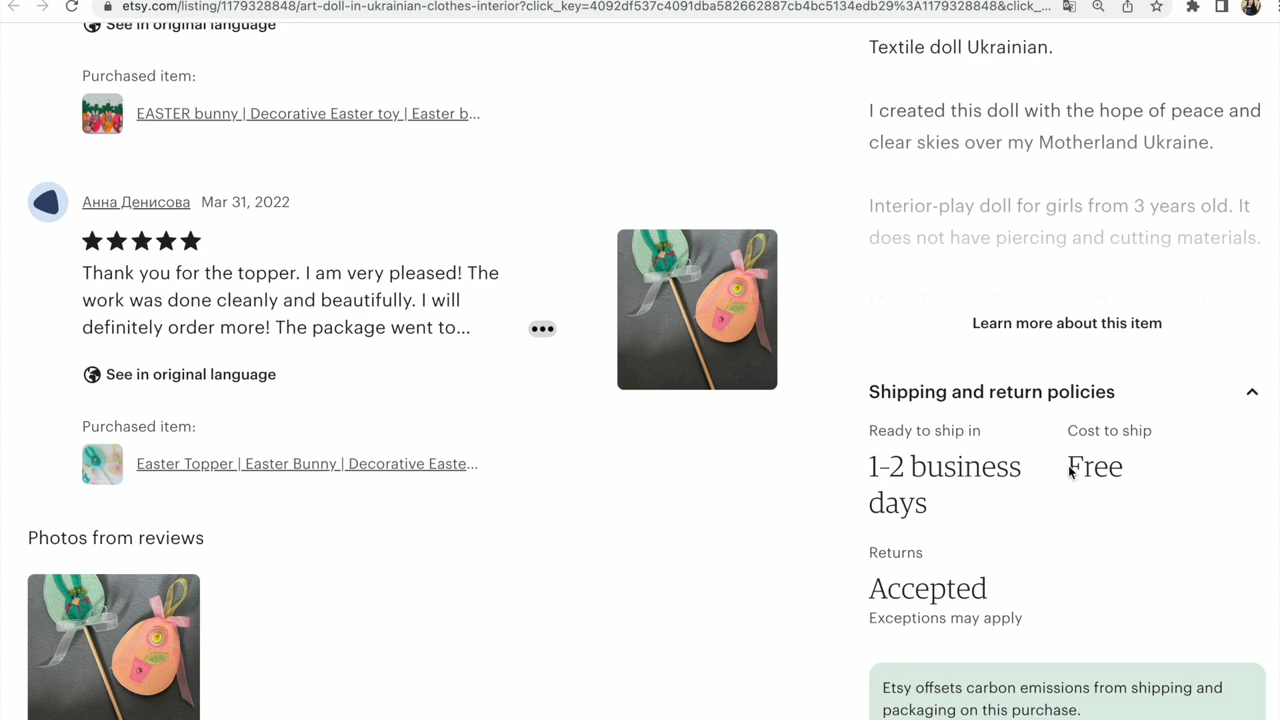 etsy.com/listing/1179328848/art-doll-in-ukrainian-clothes-interior?click_key=4092df537c4091dba582662887cb4bc5134edb29%3A1179328848&click_...
See in original language
Purchased item:
EASTER bunny | Decorative Easter toy | Easter b...
Анна Денисова Mar 31, 2022
Thank you for the topper. I am very pleased! The
work was done cleanly and beautifully. I will
definitely order more! The package went to...
See in original language
Purchased item:
Easter Topper | Easter Bunny | Decorative Easte...
Photos from reviews
Textile doll Ukrainian.
I created this doll with the hope of peace and
clear skies over my Motherland Ukraine.
Interior-play doll for girls from 3 years old. It
does not have piercing and cutting materials.
Learn more about this item
Shipping and return policies
Ready to ship in
1-2 business
days
Cost to ship
Free
Returns
Accepted
Exceptions may apply
Etsy offsets carbon emissions from shipping and
packaging on this purchase.